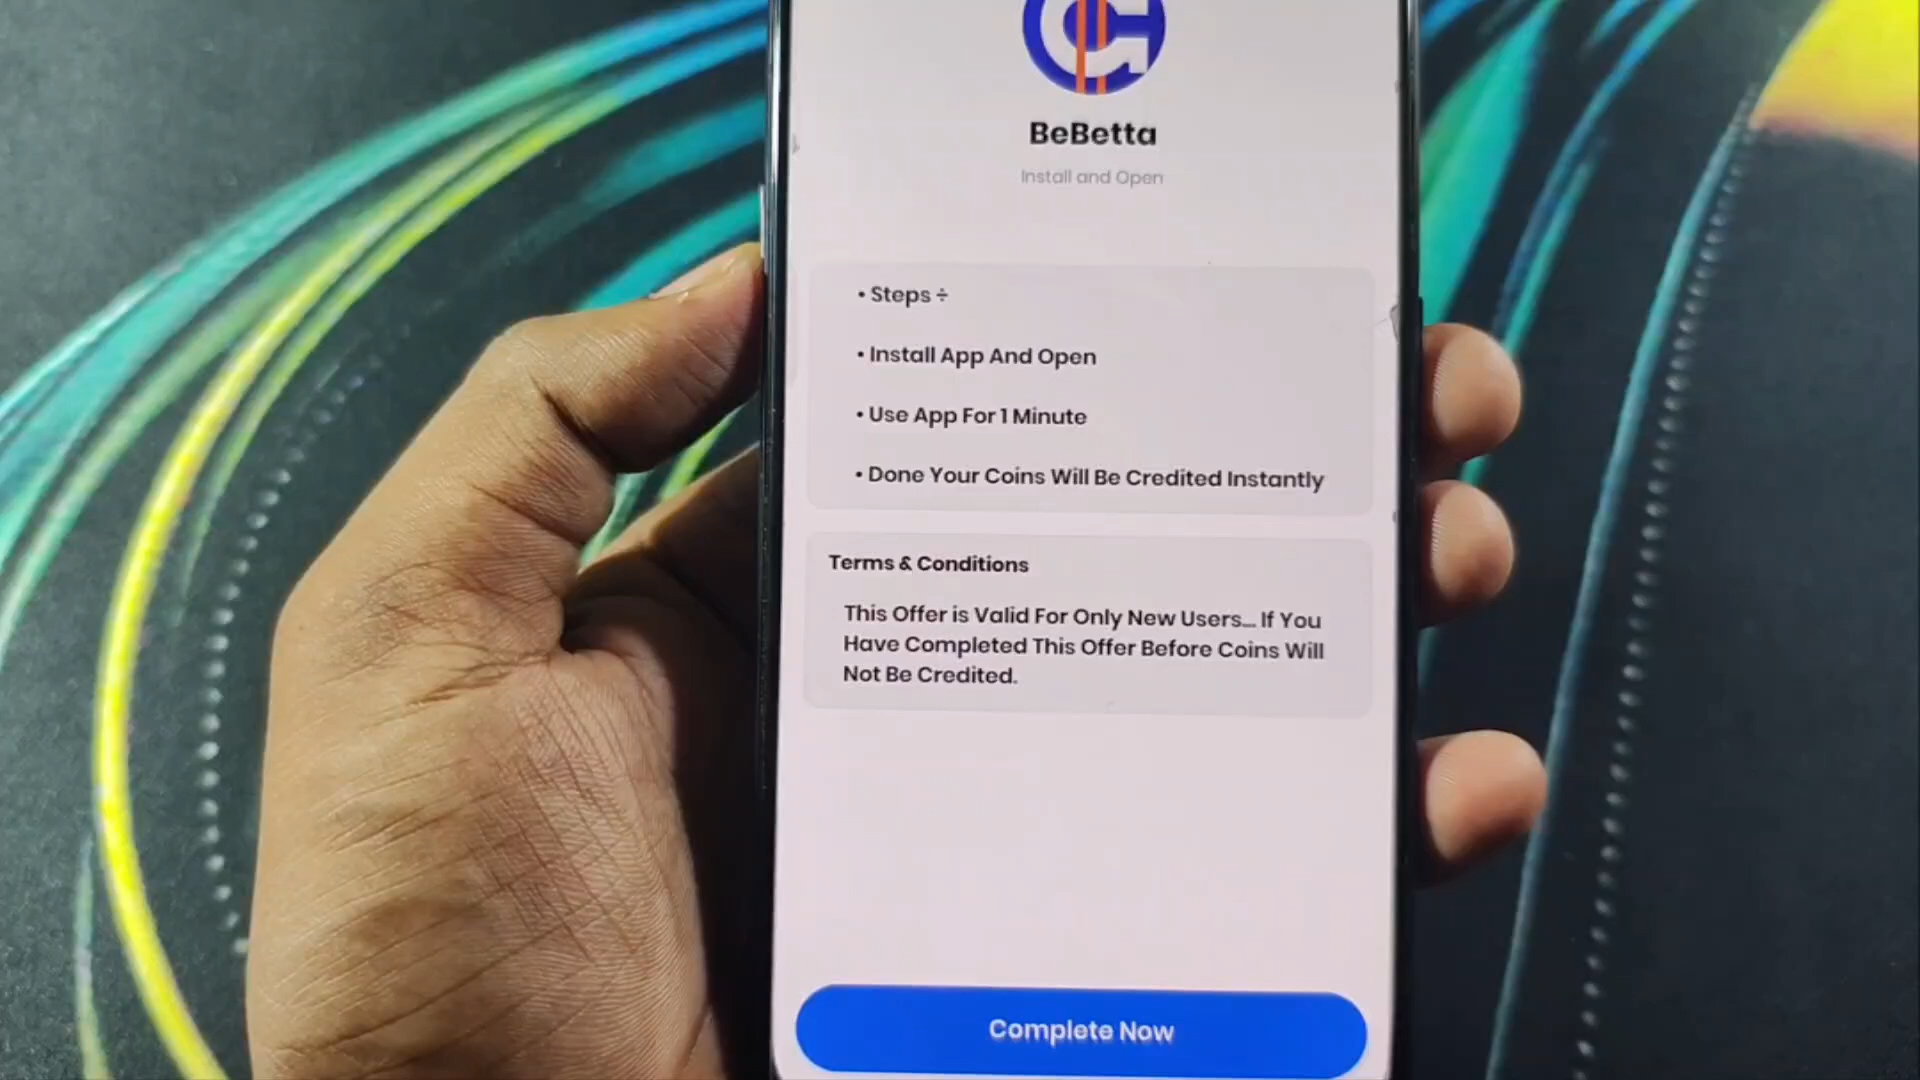 BeBetta
Install and Open
• Steps ÷
• Install App And Open
• Use App For 1 Minute
• Done Your Coins Will Be Credited Instantly
Terms & Conditions
This Offer is Valid For Only New Users... If You
Have Completed This Offer Before Coins Will
Not Be Credited.
Complete Now